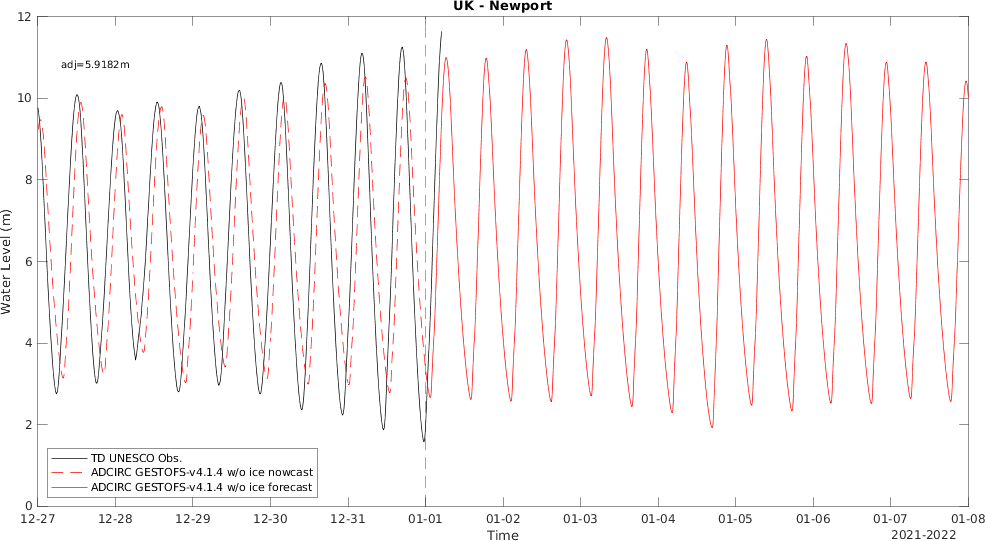 UK - Newport
12
10
8
6
4
2
0
Water Level (m)
adj=5.9182m
TD UNESCO Obs.
ADCIRC GESTOFS-v4.1.4 w/o ice nowcast
ADCIRC GESTOFS-v4.1.4 w/o ice forecast
12-27 12-28 12-29 12-30 12-31 01-01 01-02 01-03 01-04 01-05 01-06 01-07 01-08
Time
2021-2022